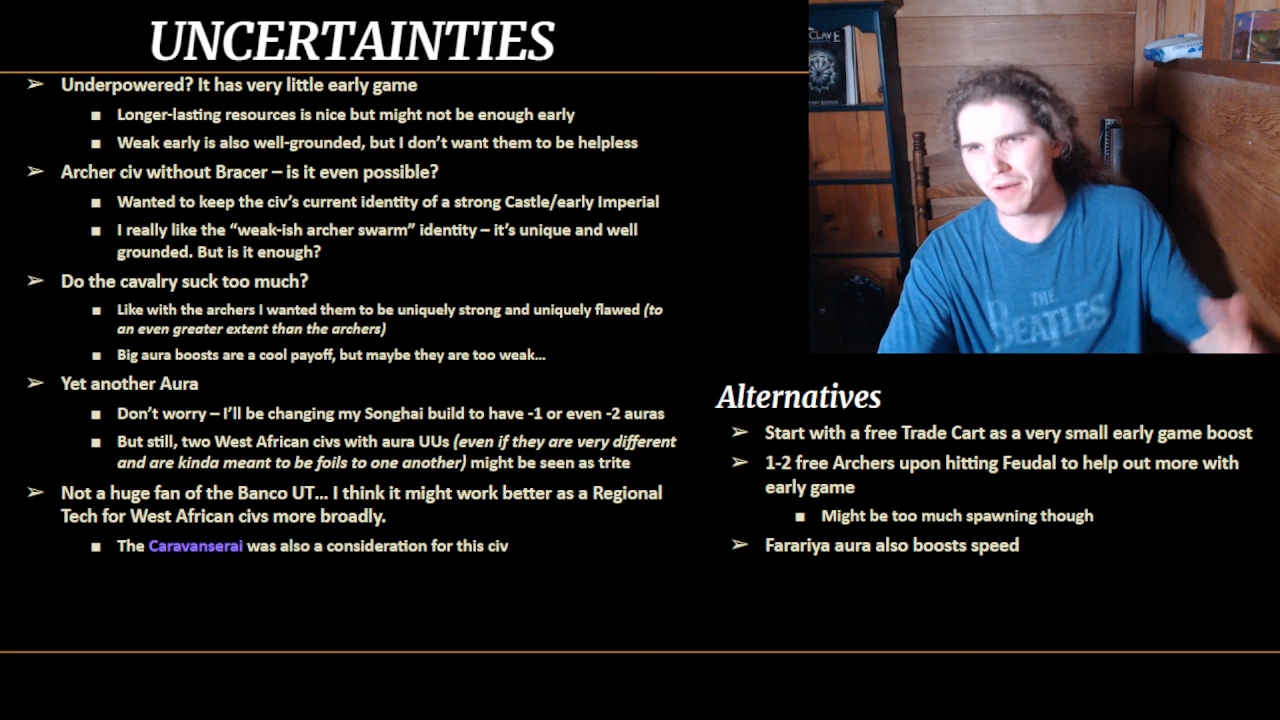 UNCERTAINTIES
➢ Underpowered? It has very little early game
▪ Longer-lasting resources is nice but might not be enough early
▪ Weak early is also well-grounded, but I don't want them to be helpless
➢ Archer civ without Bracer – is it even possible?
▪ Wanted to keep the civ's current identity of a strong Castle/early Imperial
▪ I really like the “weak-ish archer swarm” identity – it's unique and well
grounded. But is it enough?
➢ Do the cavalry suck too much?
▪ Like with the archers I wanted them to be uniquely strong and uniquely flawed (to
an even greater extent than the archers)
▪ Big aura boosts are a cool payoff, but maybe they are too weak...
➢ Yet another Aura
▪ Don't worry – I'll be changing my Songhai build to have -1 or even -2 auras
▪ But still, two West African civs with aura UUs (even if they are very different
and are kinda meant to be foils to one another) might be seen as trite
➢ Not a huge fan of the Banco UT... I think it might work better as a Regional
Tech for West African civs more broadly.
▪ The Caravanserai was also a consideration for this civ
THE
BEATLES
Alternatives
➢ Start with a free Trade Cart as a very small early game boost
➢ 1-2 free Archers upon hitting Feudal to help out more with
early game
▪ Might be too much spawning though
➢ Farariya aura also boosts speed